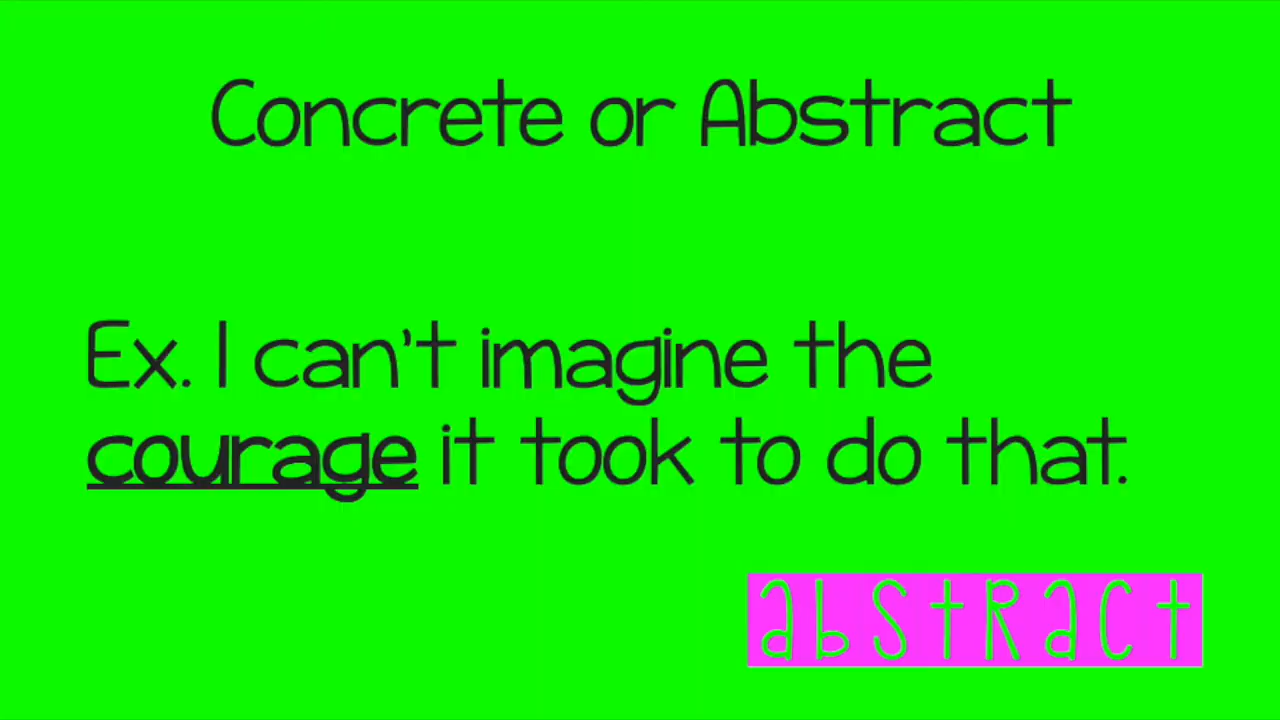 Concrete or Abstract
Ex. I can't imagine the
courage it took to do that.
abstRact